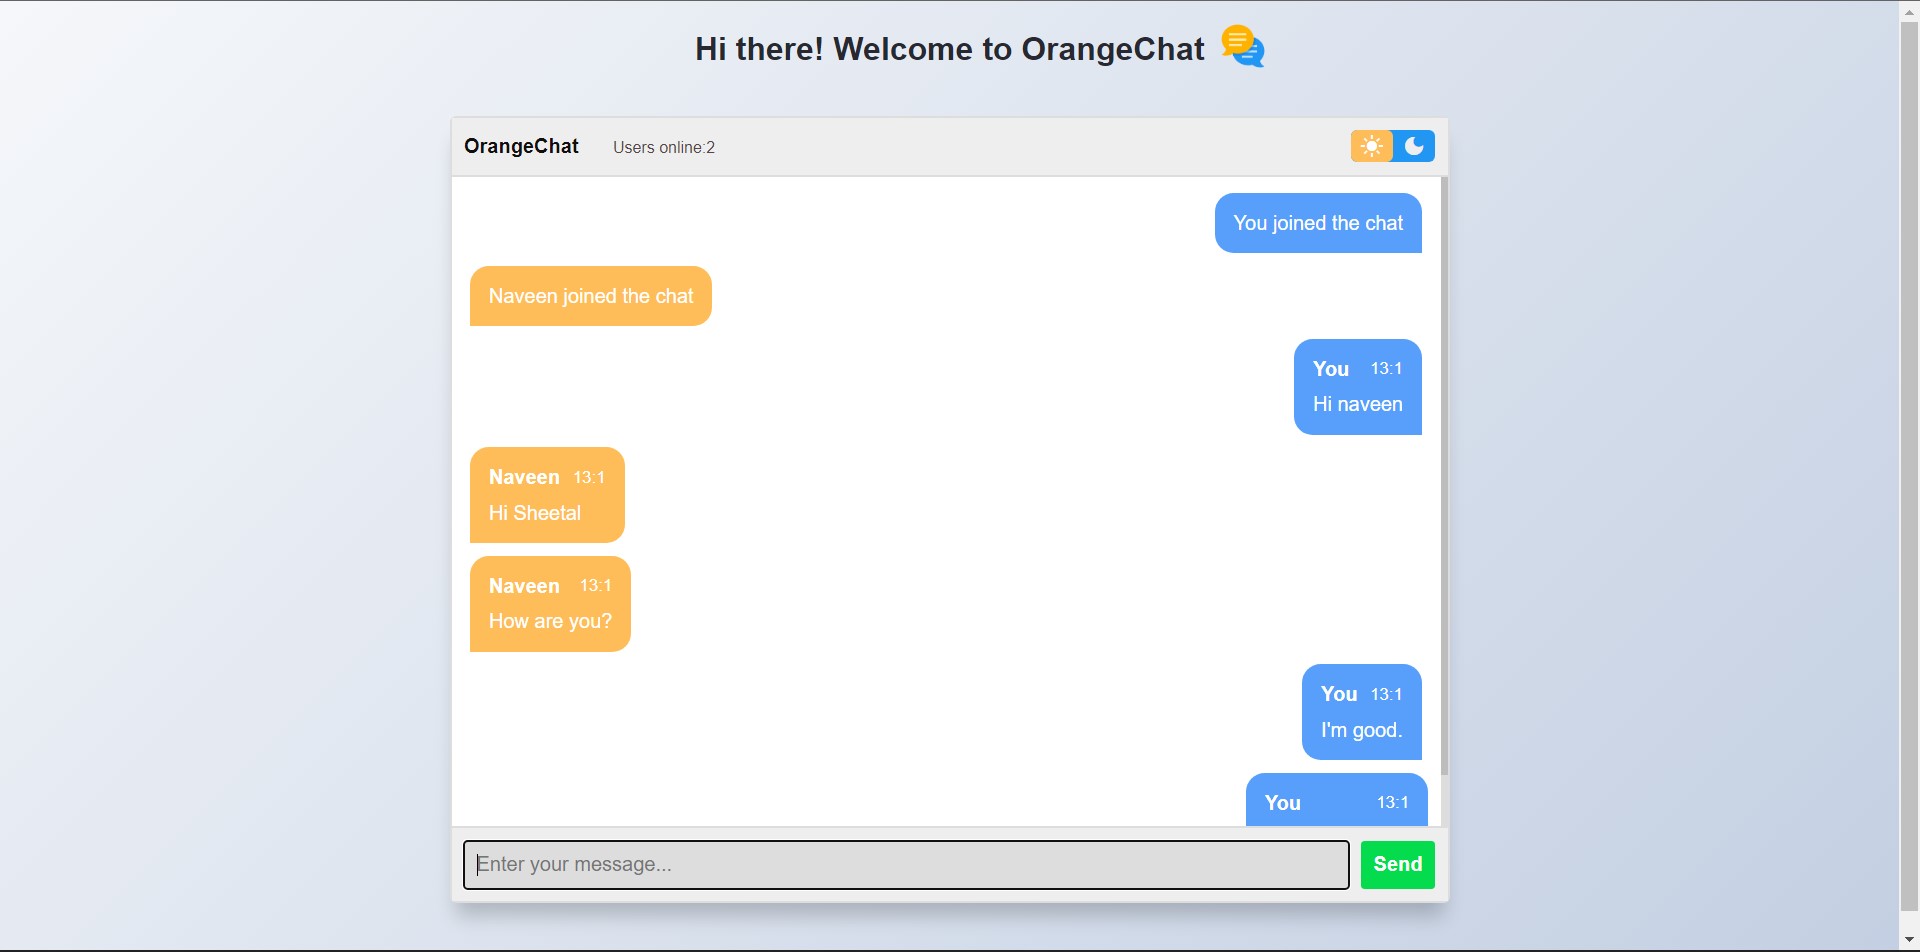 Hi there! Welcome to OrangeChat
OrangeChat Users online:2
You joined the chat
Naveen joined the chat
You 13:1
Hi naveen
Naveen 13:1
Hi Sheetal
Naveen 13:1
How are you?
You 13:1
I'm good.
You 13:1
Enter your message...
Send